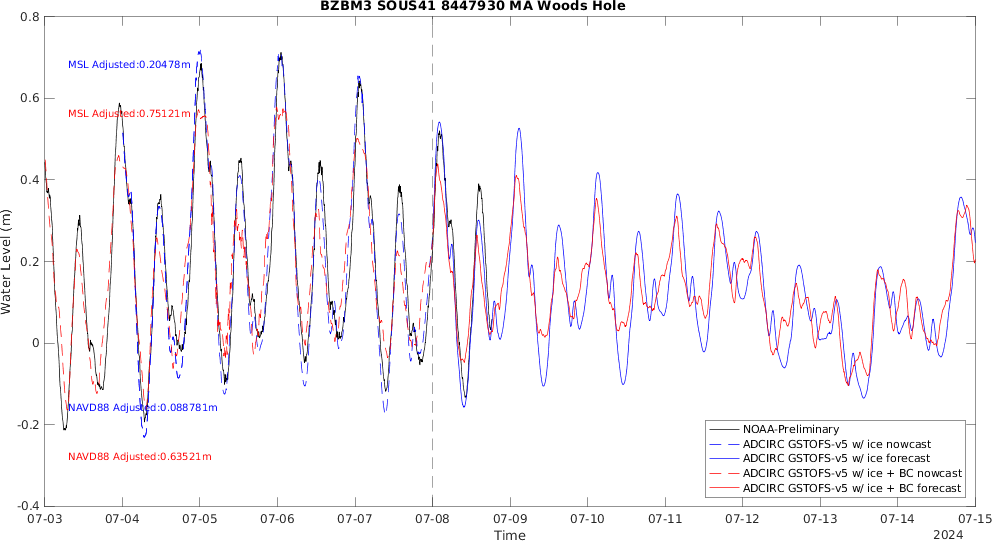 BZBM3 SOUS41 8447930 MA Woods Hole
0.8
0.6
0.4
0.2
0
-0.2
-0.4
Water Level (m)
MSL Adjusted:0.20478m
MSL Adjusted:0.75121m
NAVD88 Adjusted:0.088781m
NAVD88 Adjusted:0.63521m
NOAA-Preliminary
ADCIRC GSTOFS-v5 w/ ice nowcast
ADCIRC GSTOFS-v5 w/ ice forecast
ADCIRC GSTOFS-v5 w/ ice + BC nowcast
ADCIRC GSTOFS-v5 w/ ice + BC forecast
07-03 07-04 07-05 07-06 07-07 07-08 07-09 07-10 07-11 07-12 07-13 07-14 07-15
Time
2024